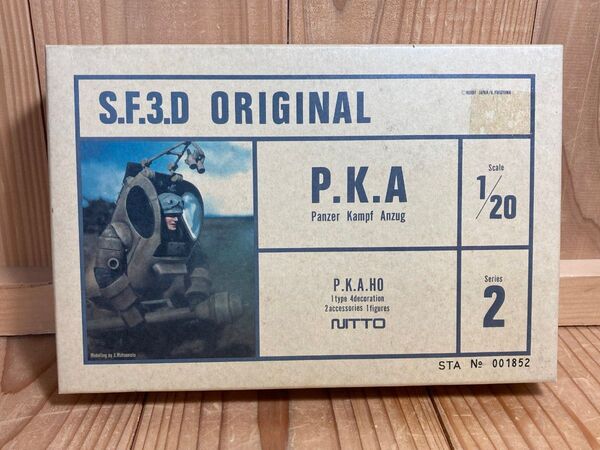 S.F.3.D ORIGINAL
P.K.A
Panzer Kampf Anzug
Scale
1/20
P.K.A.HO
1type 4decoration
2accessories 1figures
NITTO
Series
2
STA № 001852